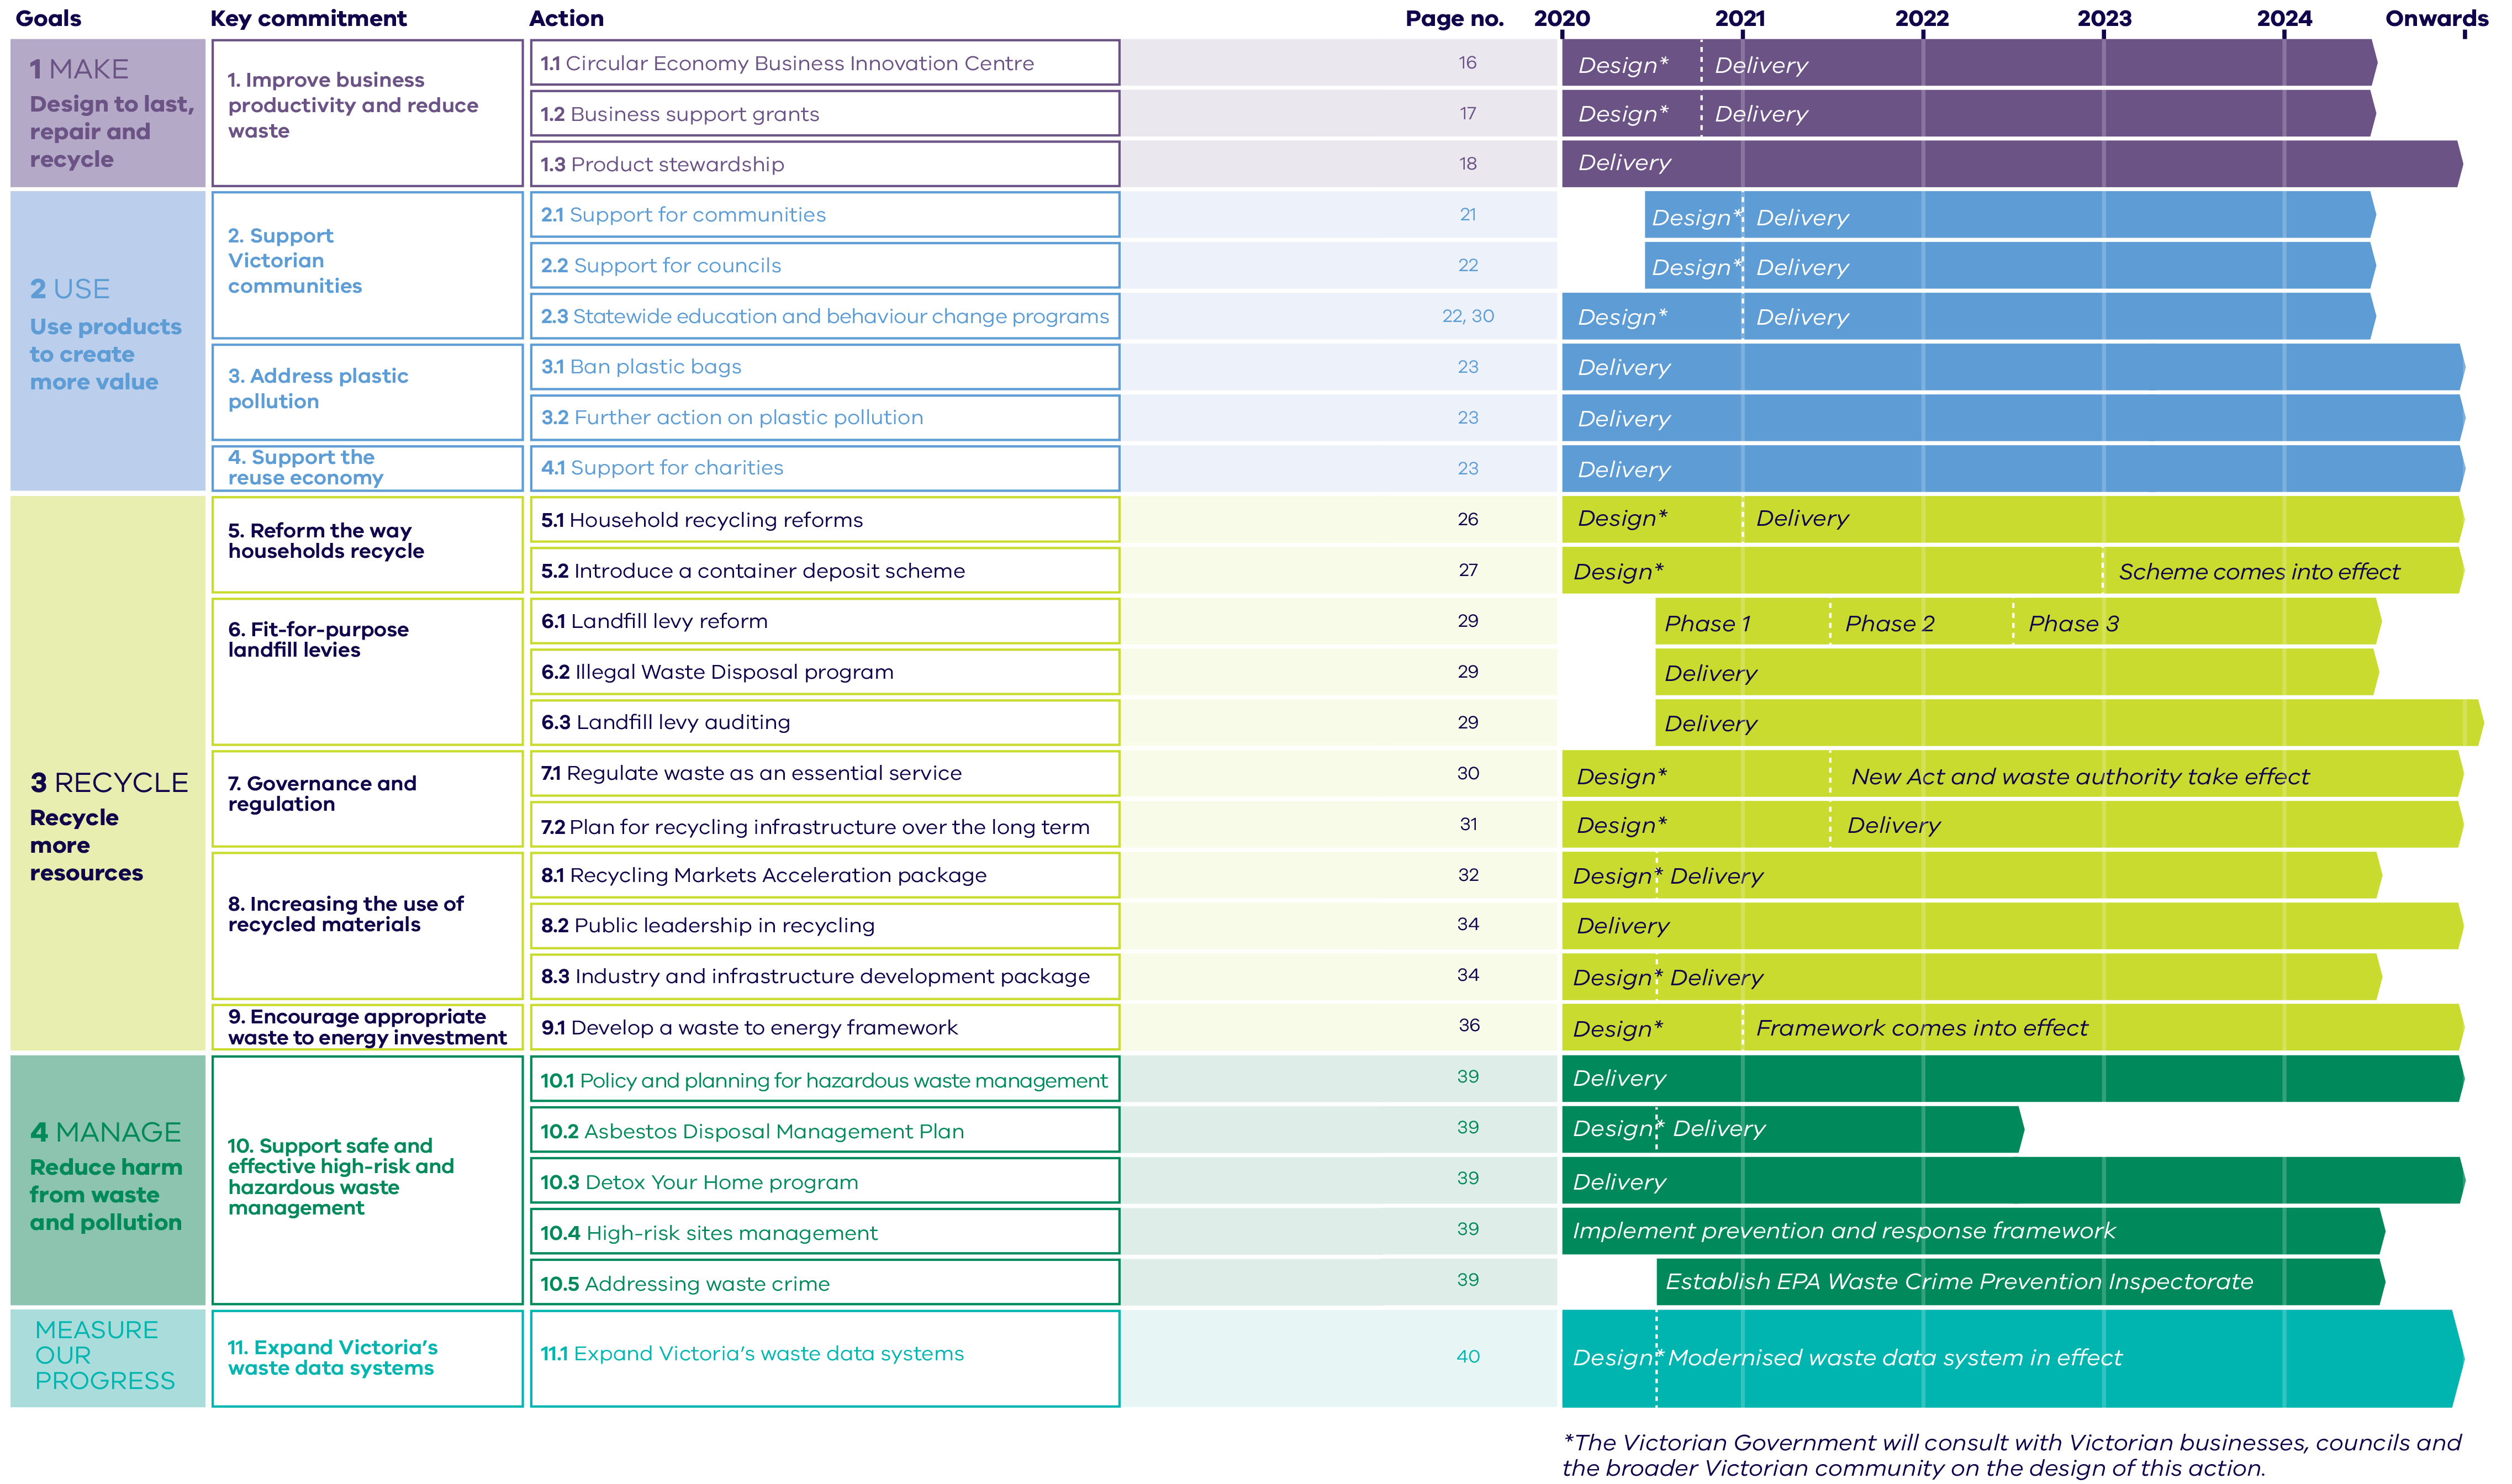 Goals Key commitment Action Page no. 2020 2021 2022 2023 2024 Onwards
1 MAKE
Design to last,
repair and
recycle
1. Improve business
productivity and reduce
waste
1.1 Circular Economy Business Innovation Centre 16 Design* Delivery
1.2 Business support grants 17 Design* Delivery
1.3 Product stewardship 18 Delivery
2 USE
Use products
to create
more value
2. Support
Victorian
communities
2.1 Support for communities 21 Design* Delivery
2.2 Support for councils 22 Design* Delivery
2.3 Statewide education and behaviour change programs 22, 30 Design* Delivery
3. Address plastic
pollution
3.1 Ban plastic bags 23 Delivery
3.2 Further action on plastic pollution 23 Delivery
4. Support the
reuse economy
4.1 Support for charities 23 Delivery
3 RECYCLE
Recycle
more
resources
5. Reform the way
households recycle
5.1 Household recycling reforms 26 Design* Delivery
5.2 Introduce a container deposit scheme 27 Design* Scheme comes into effect
6. Fit-for-purpose
landfill levies
6.1 Landfill levy reform 29 Phase 1 Phase 2 Phase 3
6.2 Illegal Waste Disposal program 29 Delivery
6.3 Landfill levy auditing 29 Delivery
7. Governance and
regulation
7.1 Regulate waste as an essential service 30 Design* New Act and waste authority take effect
7.2 Plan for recycling infrastructure over the long term 31 Design* Delivery
8. Increasing the use of
recycled materials
8.1 Recycling Markets Acceleration package 32 Design* Delivery
8.2 Public leadership in recycling 34 Delivery
8.3 Industry and infrastructure development package 34 Design* Delivery
9. Encourage appropriate
waste to energy investment
9.1 Develop a waste to energy framework 36 Design* Framework comes into effect
4 MANAGE
Reduce harm
from waste
and pollution
10. Support safe and
effective high-risk and
hazardous waste
management
10.1 Policy and planning for hazardous waste management 39 Delivery
10.2 Asbestos Disposal Management Plan 39 Design* Delivery
10.3 Detox Your Home program 39 Delivery
10.4 High-risk sites management 39 Implement prevention and response framework
10.5 Addressing waste crime 39 Establish EPA Waste Crime Prevention Inspectorate
MEASURE
OUR
PROGRESS
11. Expand Victoria’s
waste data systems
11.1 Expand Victoria’s waste data systems 40 Design* Modernised waste data system in effect
*The Victorian Government will consult with Victorian businesses, councils and
the broader Victorian community on the design of this action.